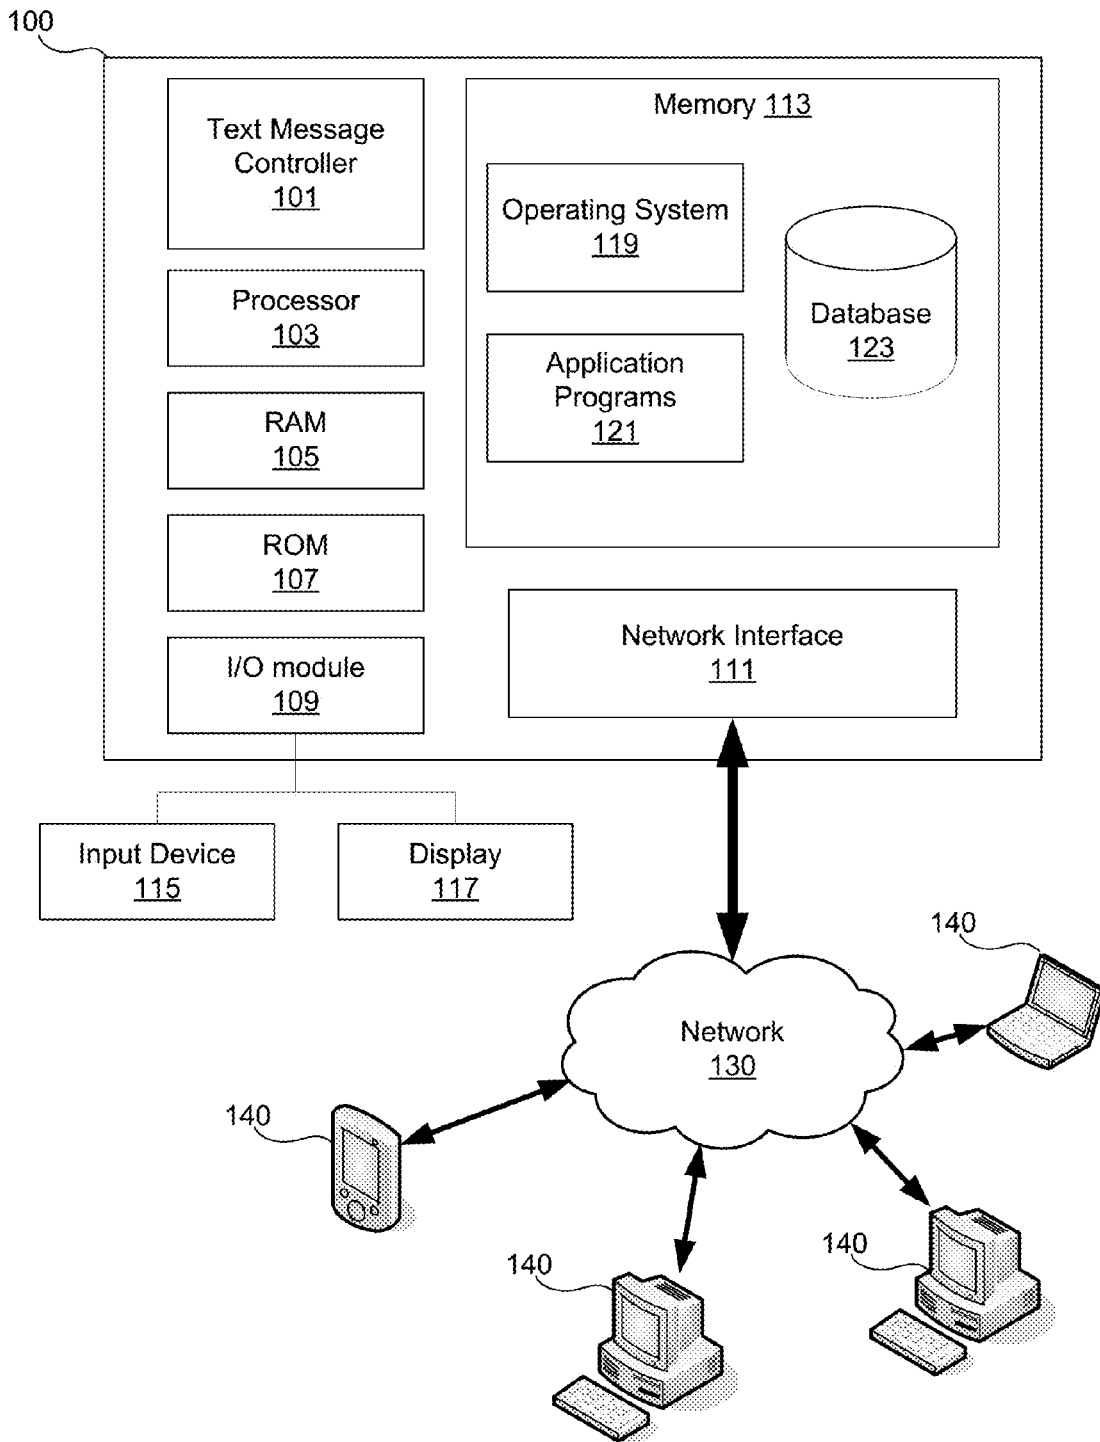 100
Text Message
Controller
101
Processor
103
RAM
105
ROM
107
I/O module
109
Memory 113
Operating System
119
Application
Programs
121
Database
123
Network Interface
111
Input Device
115
Display
117
Network
130
140
140
140
140